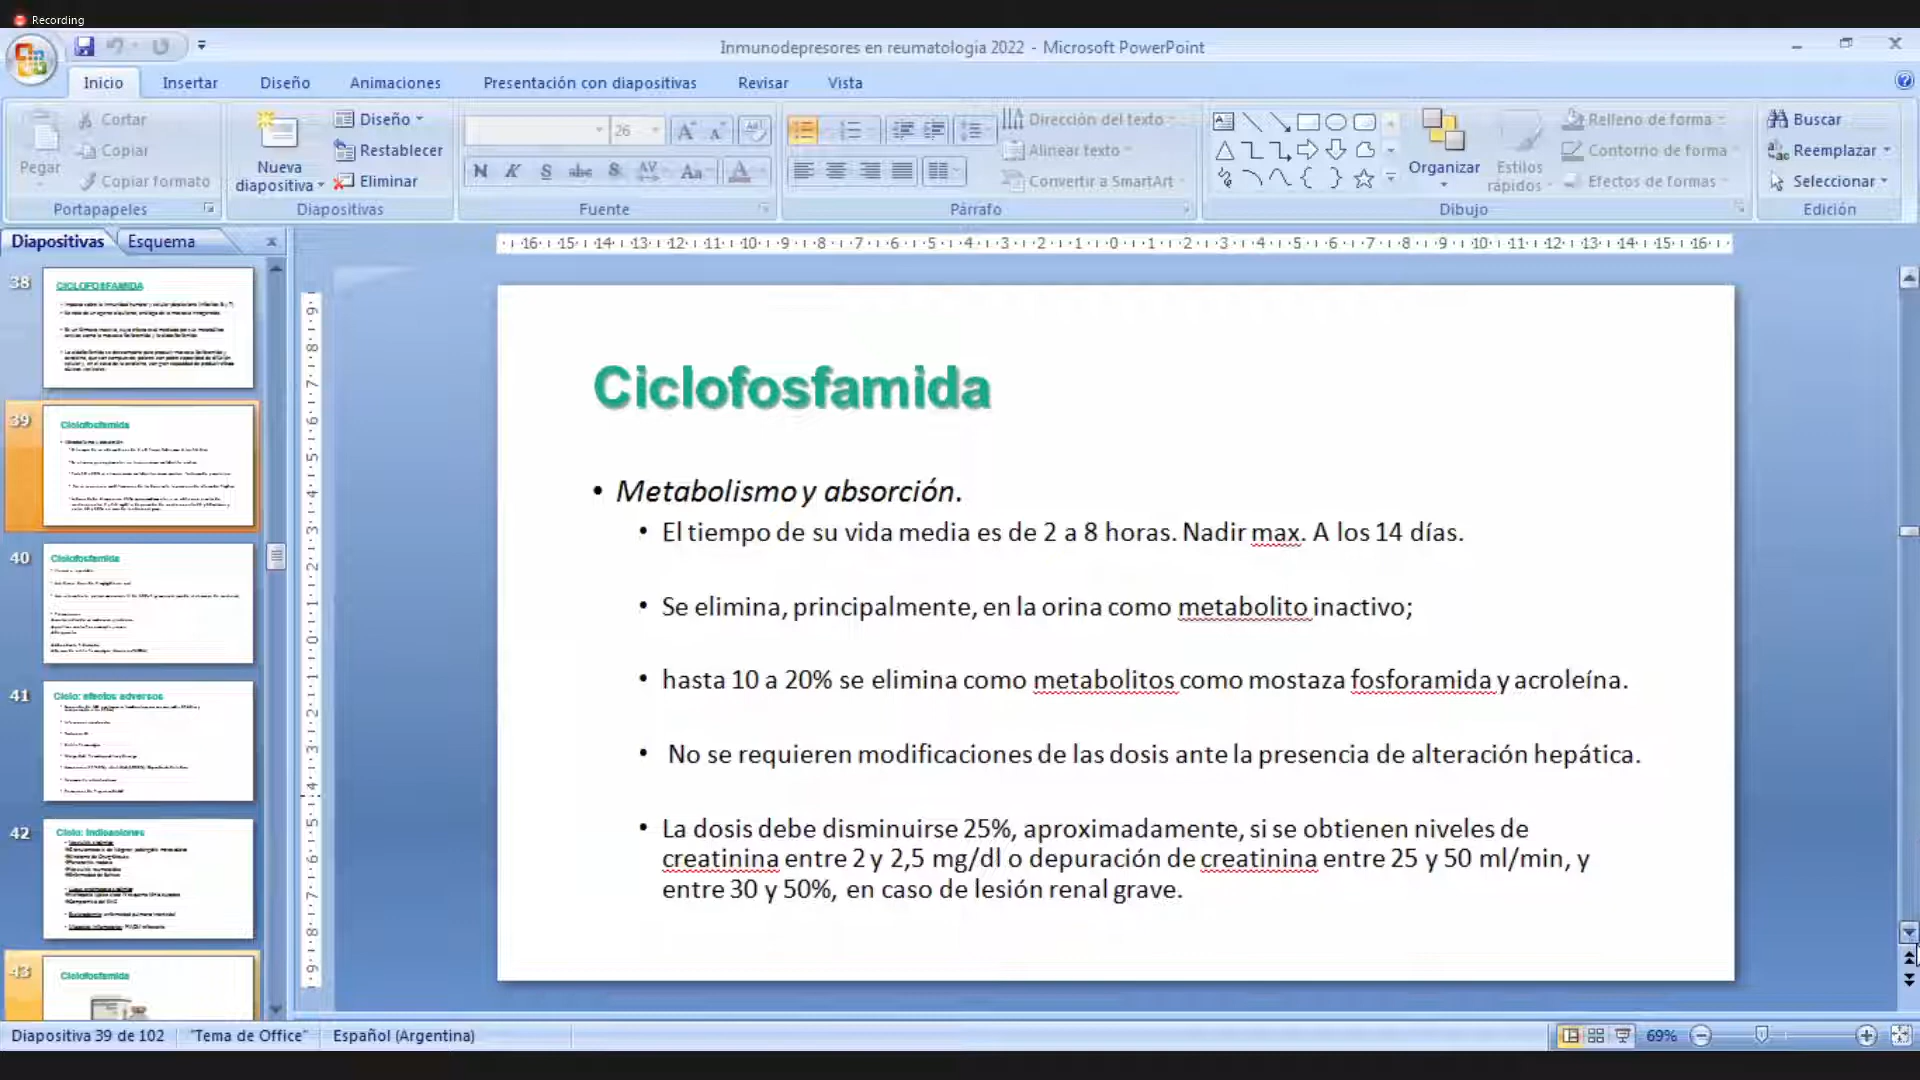 Recording
Inmunodepresores en reumatología 2022 - Microsoft PowerPoint
Inicio Insertar Diseño Animaciones Presentación con diapositivas Revisar Vista
Pegar
Cortar
Copiar
Copiar formato
Portapapeles
Nueva diapositiva
Diseño
Restablecer
Eliminar
Diapositivas
26
Fuente
Párrafo
Dirección del texto
Alinear texto
Convertir a SmartArt
Organizar
Estilos rápidos
Relleno de forma
Contorno de forma
Efectos de formas
Dibujo
Buscar
Reemplazar
Seleccionar
Edición
Diapositivas Esquema
38
CICLOFOSFAMIDA
39
Ciclofosfamida
40
Ciclofosfamida
41
Ciclo: efectos adversos
42
Ciclo: indicaciones
43
Ciclofosfamida
Ciclofosfamida
• Metabolismo y absorción.
• El tiempo de su vida media es de 2 a 8 horas. Nadir max. A los 14 días.
• Se elimina, principalmente, en la orina como metabolito inactivo;
• hasta 10 a 20% se elimina como metabolitos como mostaza fosforamida y acroleína.
• No se requieren modificaciones de las dosis ante la presencia de alteración hepática.
• La dosis debe disminuirse 25%, aproximadamente, si se obtienen niveles de
creatinina entre 2 y 2,5 mg/dl o depuración de creatinina entre 25 y 50 ml/min, y
entre 30 y 50%, en caso de lesión renal grave.
Diapositiva 39 de 102 "Tema de Office" Español (Argentina) 69%